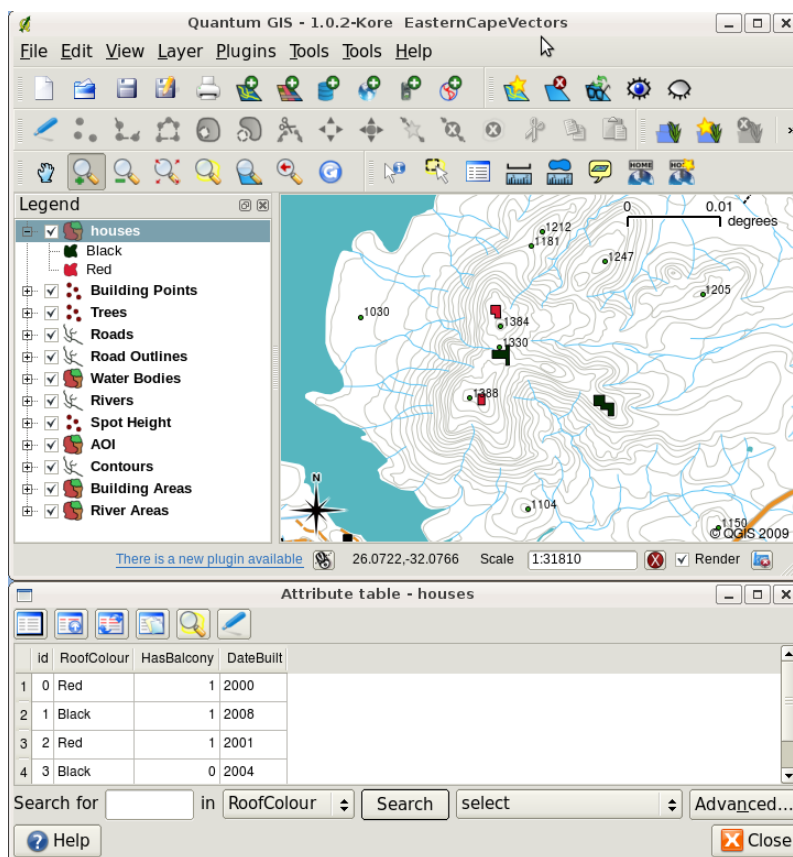 Quantum GIS - 1.0.2-Kore EasternCapeVectors
File Edit View Layer Plugins Tools Tools Help
HOME HOME
Legend
houses
Black
Red
Building Points
Trees
Roads
Road Outlines
Water Bodies
Rivers
Spot Height
AOI
Contours
Building Areas
River Areas
0 0.01
degrees
1212
1181
1247
1205
1030
1384
1330
1388
1104
1150
N
© QGIS 2009
There is a new plugin available 26.0722,-32.0766 Scale 1:31810 Render
Attribute table - houses
id RoofColour HasBalcony DateBuilt
1 0 Red 1 2000
2 1 Black 1 2008
3 2 Red 1 2001
4 3 Black 0 2004
Search for in RoofColour Search select Advanced...
Help Close